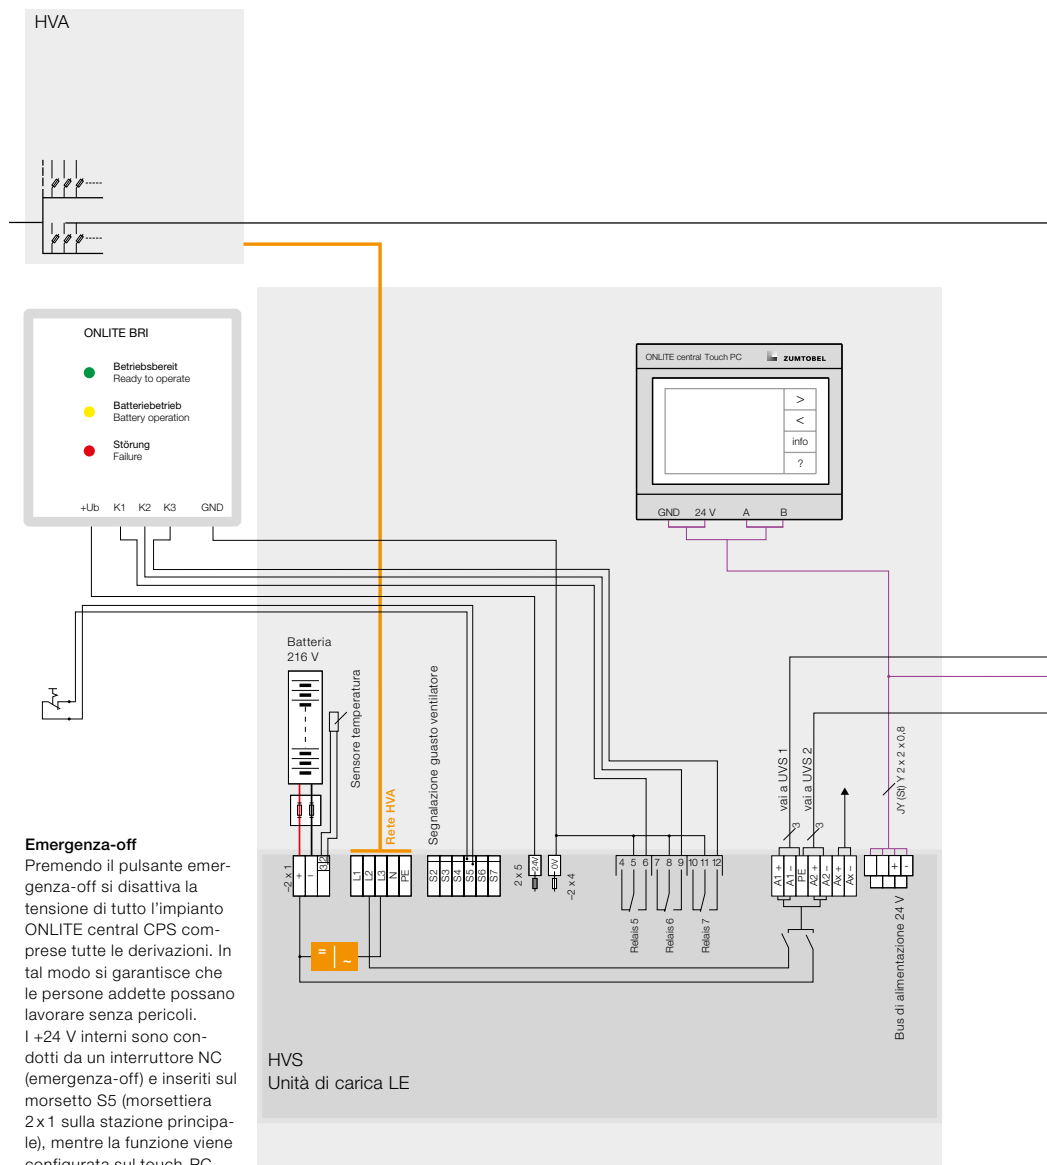 HVA
ONLITE BRI
Betriebsbereit
Ready to operate
Batteriebetrieb
Battery operation
Störung
Failure
+Ub K1 K2 K3 GND
ONLITE central Touch PC ZUMTOBEL
>
<
info
?
GND 24 V A B
Batteria
216 V
Sensore temperatura
Rete HVA
Segnalazione guasto ventilatore
vai a UVS 1
vai a UVS 2
JY (St) Y 2 x 2 x 0,8
3
3
–2 x 1
+ – 3 2
L1 L2 L3 N PE
S2 S3 S4 S5 S6 S7
2 x 5
–24V
0V
–2 x 4
4 5 6 7 8 9 10 11 12
Relais 5
Relais 6
Relais 7
A1 + A1 – PE A2 + A2 – Ax + Ax –
+ -
Bus di alimentazione 24 V
= ~
HVS
Unità di carica LE
Emergenza-off
Premendo il pulsante emer-
genza-off si disattiva la
tensione di tutto l’impianto
ONLITE central CPS com-
prese tutte le derivazioni. In
tal modo si garantisce che
le persone addette possano
lavorare senza pericoli.
I +24 V interni sono con-
dotti da un interruttore NC
(emergenza-off) e inseriti sul
morsetto S5 (morsettiera
2 x 1 sulla stazione principa-
le), mentre la funzione viene
configurata sul touch-PC